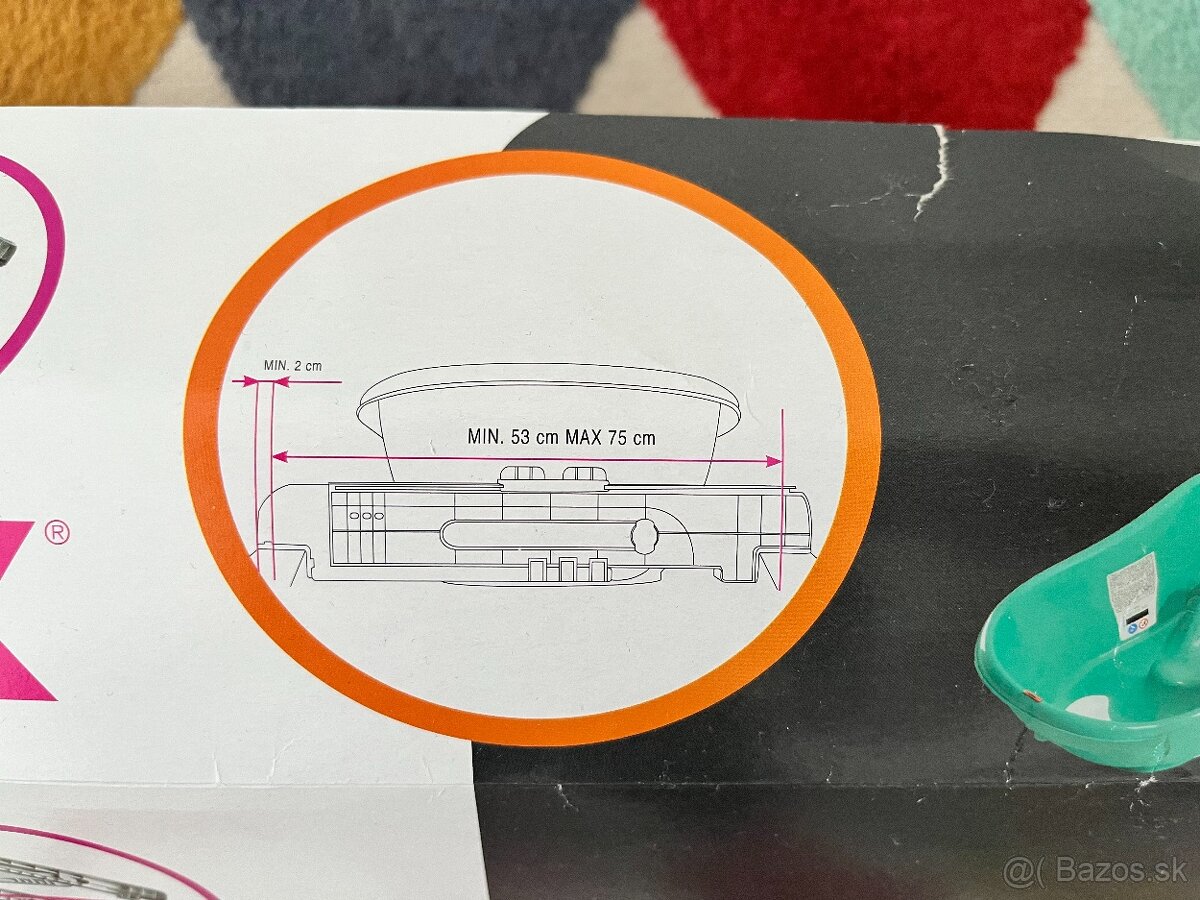 MIN. 2 cm
MIN. 53 cm MAX 75 cm
®
@( Bazos.sk